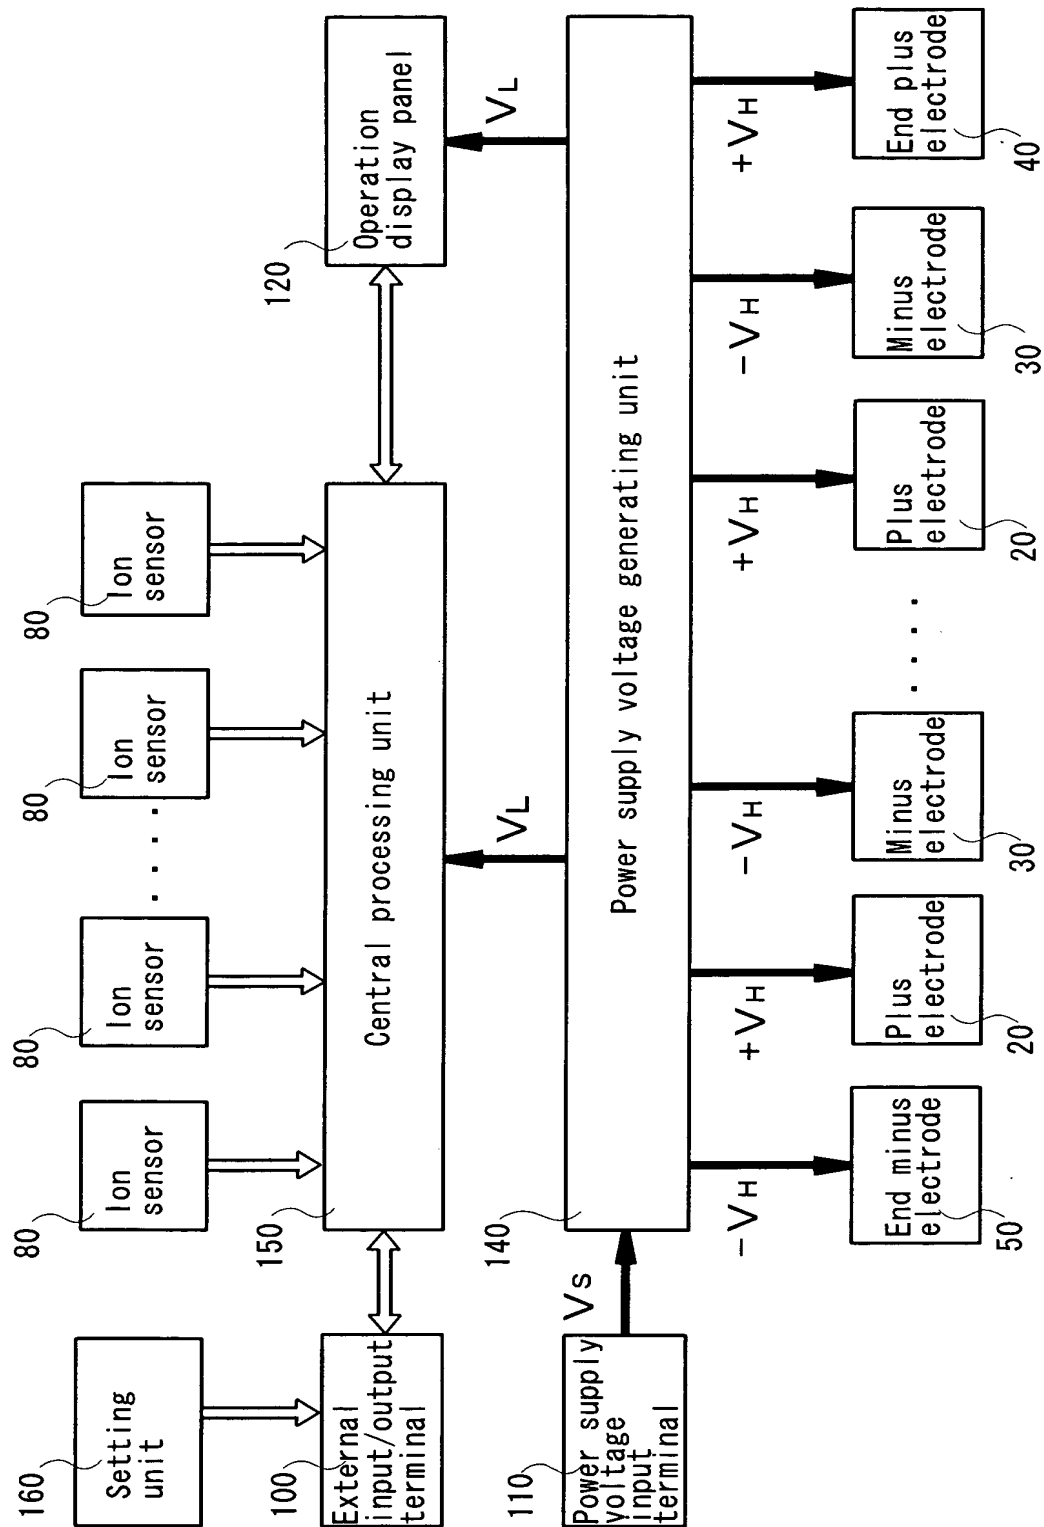 160
Setting
unit
80
Ion
sensor
80
Ion
sensor
. . . . .
80
Ion
sensor
80
Ion
sensor
100
External
input/output
terminal
150
Central processing unit
120
Operation
display panel
VL
VL
110
Power supply
voltage
input
terminal
VS
140
Power supply voltage generating unit
−VH
+VH
−VH
+VH
−VH
+VH
End minus
electrode
50
Plus
electrode
20
Minus
electrode
30
. . . .
Plus
electrode
20
Minus
electrode
30
End plus
electrode
40